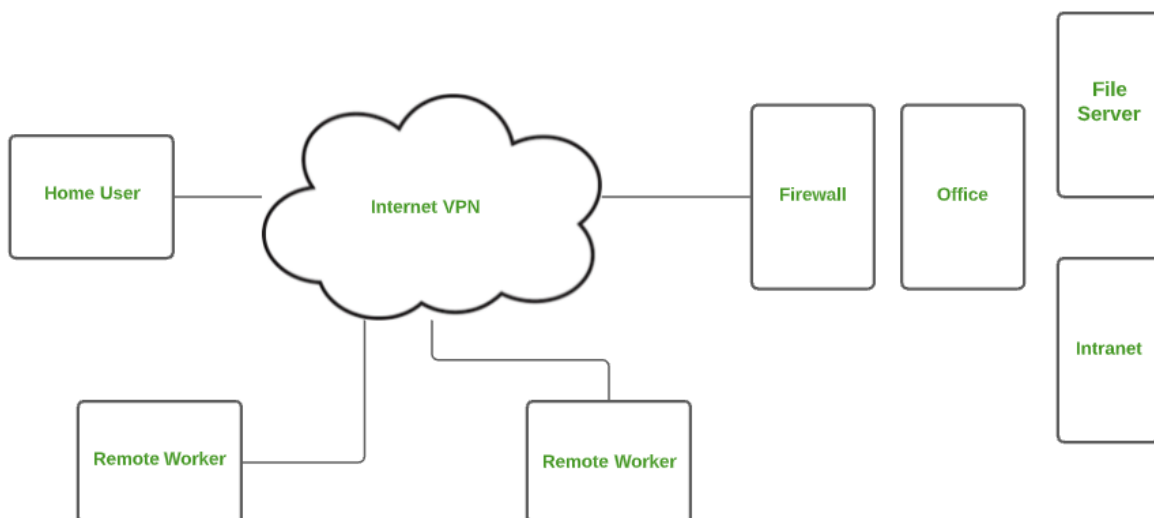 File
Server
Home User
Internet VPN
Firewall
Office
Intranet
Remote Worker
Remote Worker